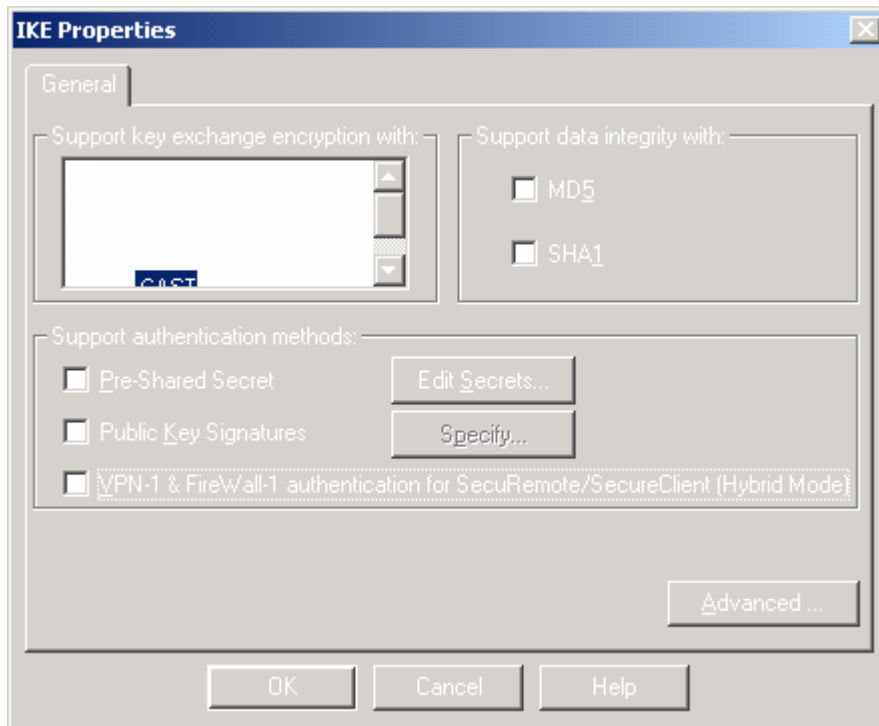 IKE Properties
General
Support key exchange encryption with:
CAST
Support data integrity with:
MD5
SHA1
Support authentication methods:
Pre-Shared Secret
Edit Secrets...
Public Key Signatures
Specify...
VPN-1 & FireWall-1 authentication for SecuRemote/SecureClient (Hybrid Mode)
Advanced ...
OK
Cancel
Help